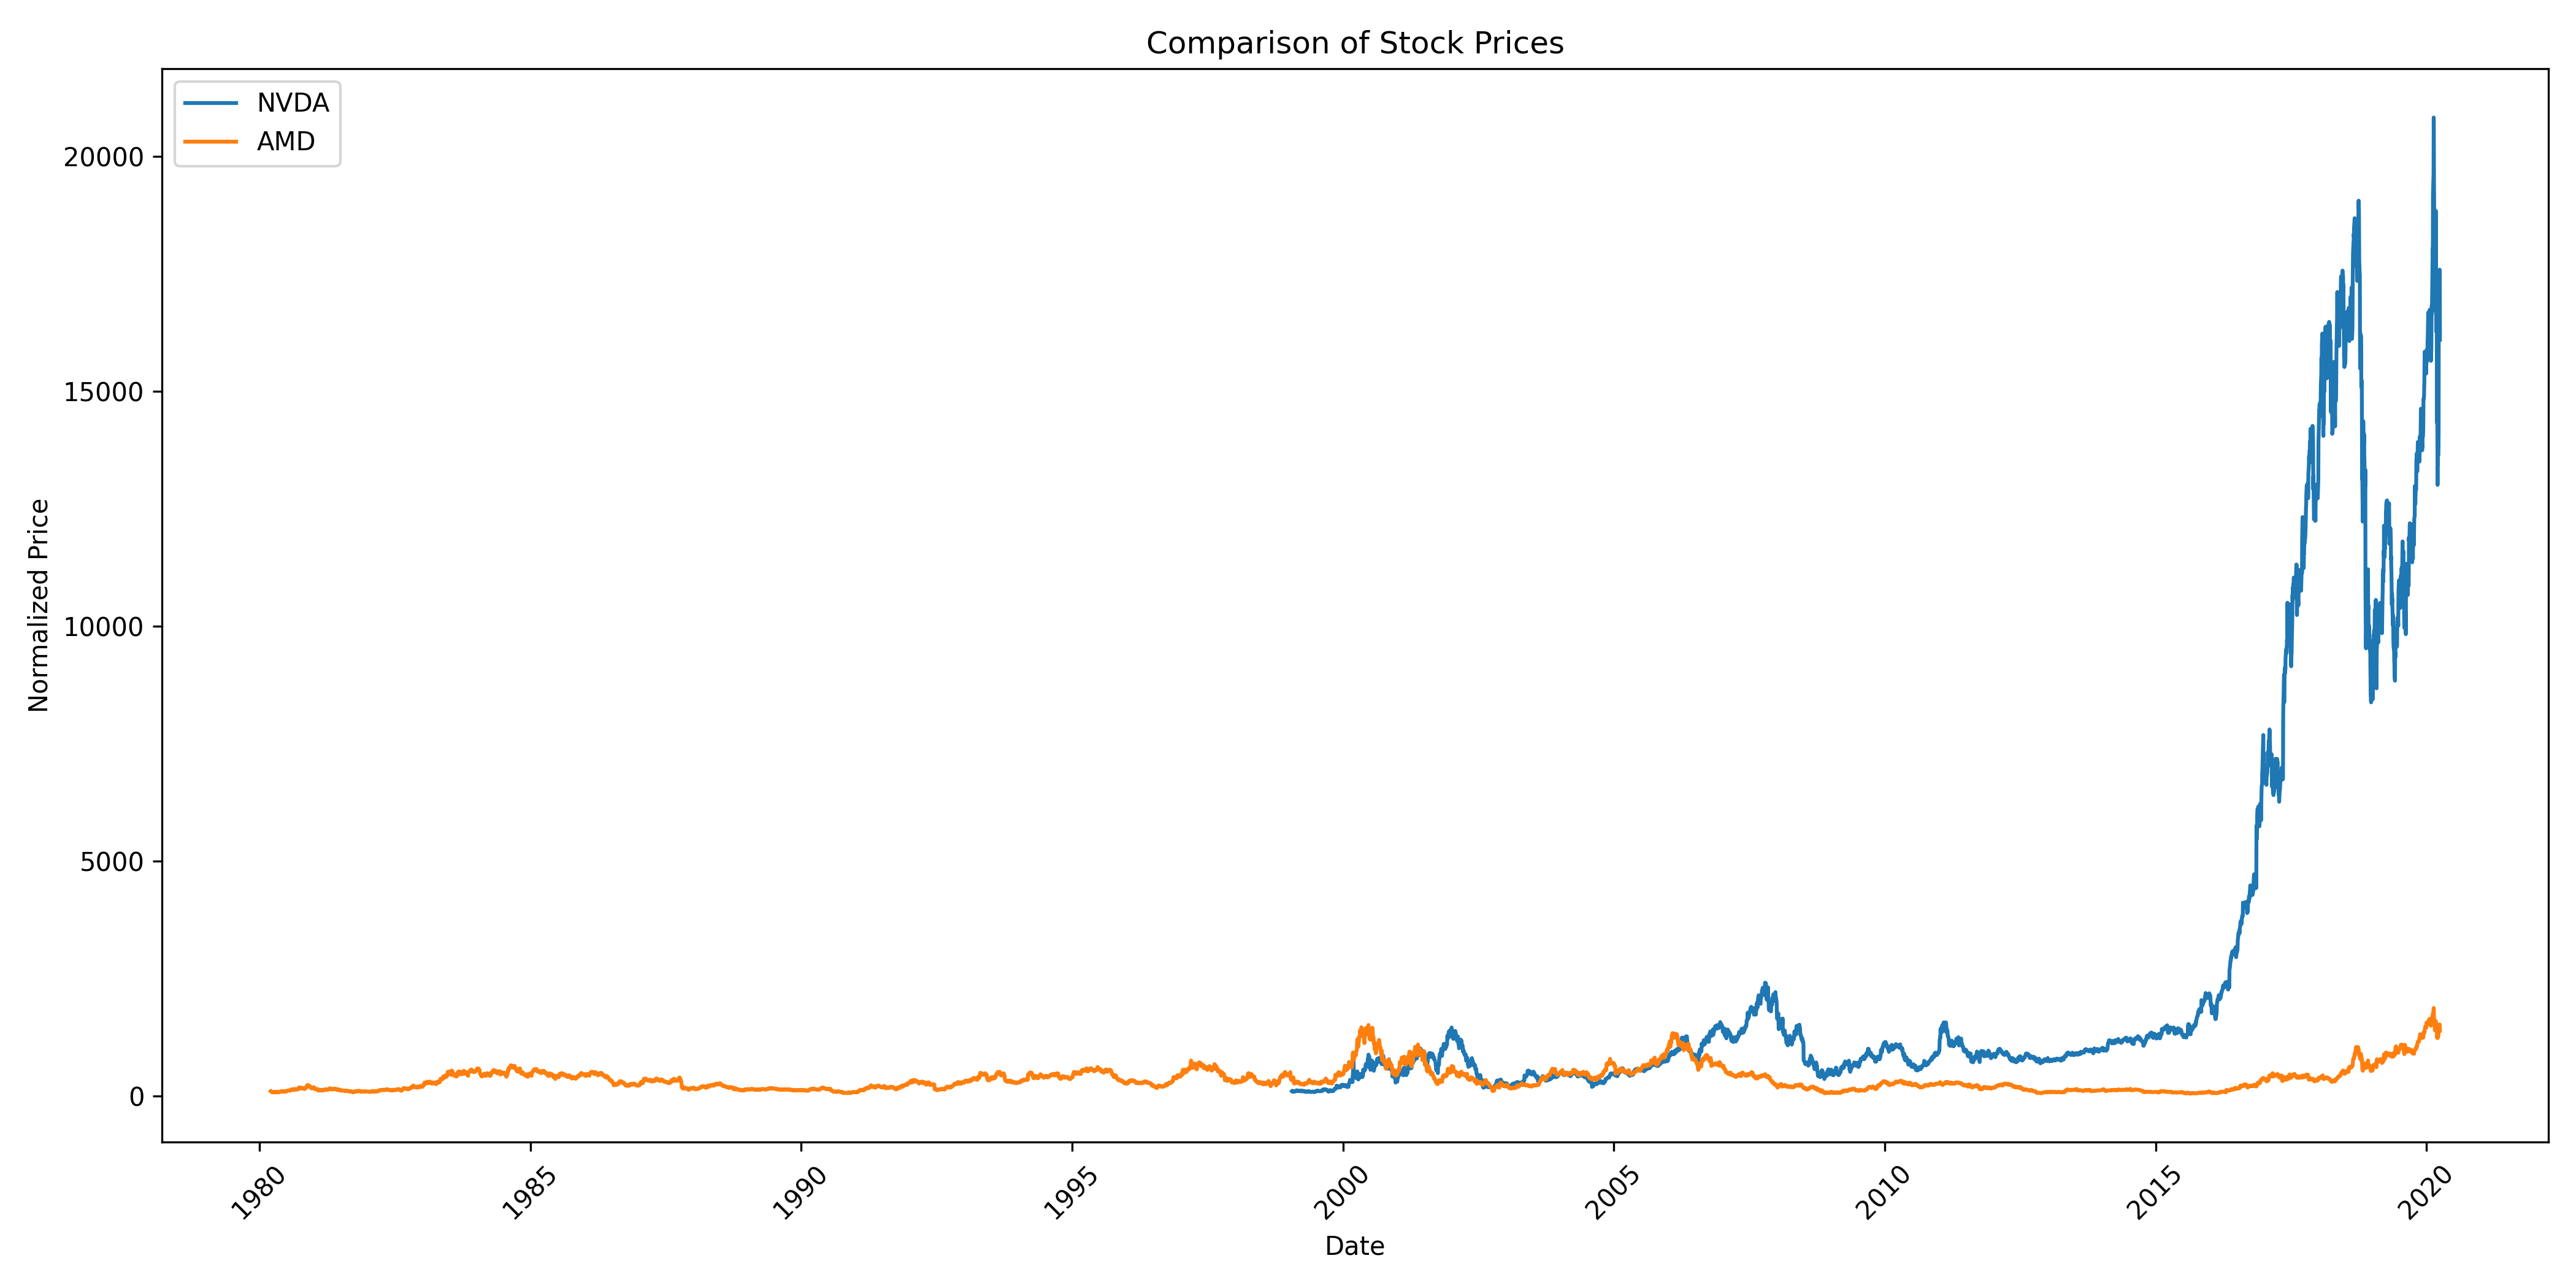 Comparison of Stock Prices
NVDA
AMD
20000
15000
10000
5000
0
Normalized Price
1980
1985
1990
1995
2000
2005
2010
2015
2020
Date